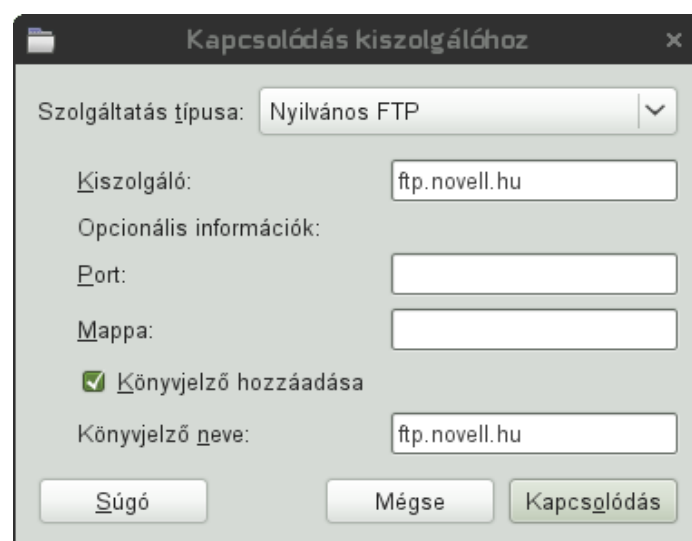 Kapcsolódás kiszolgálóhoz
Szolgáltatás típusa: Nyilvános FTP
Kiszolgáló: ftp.novell.hu
Opcionális információk:
Port:
Mappa:
Könyvjelző hozzáadása
Könyvjelző neve: ftp.novell.hu
Súgó Mégse Kapcsolódás